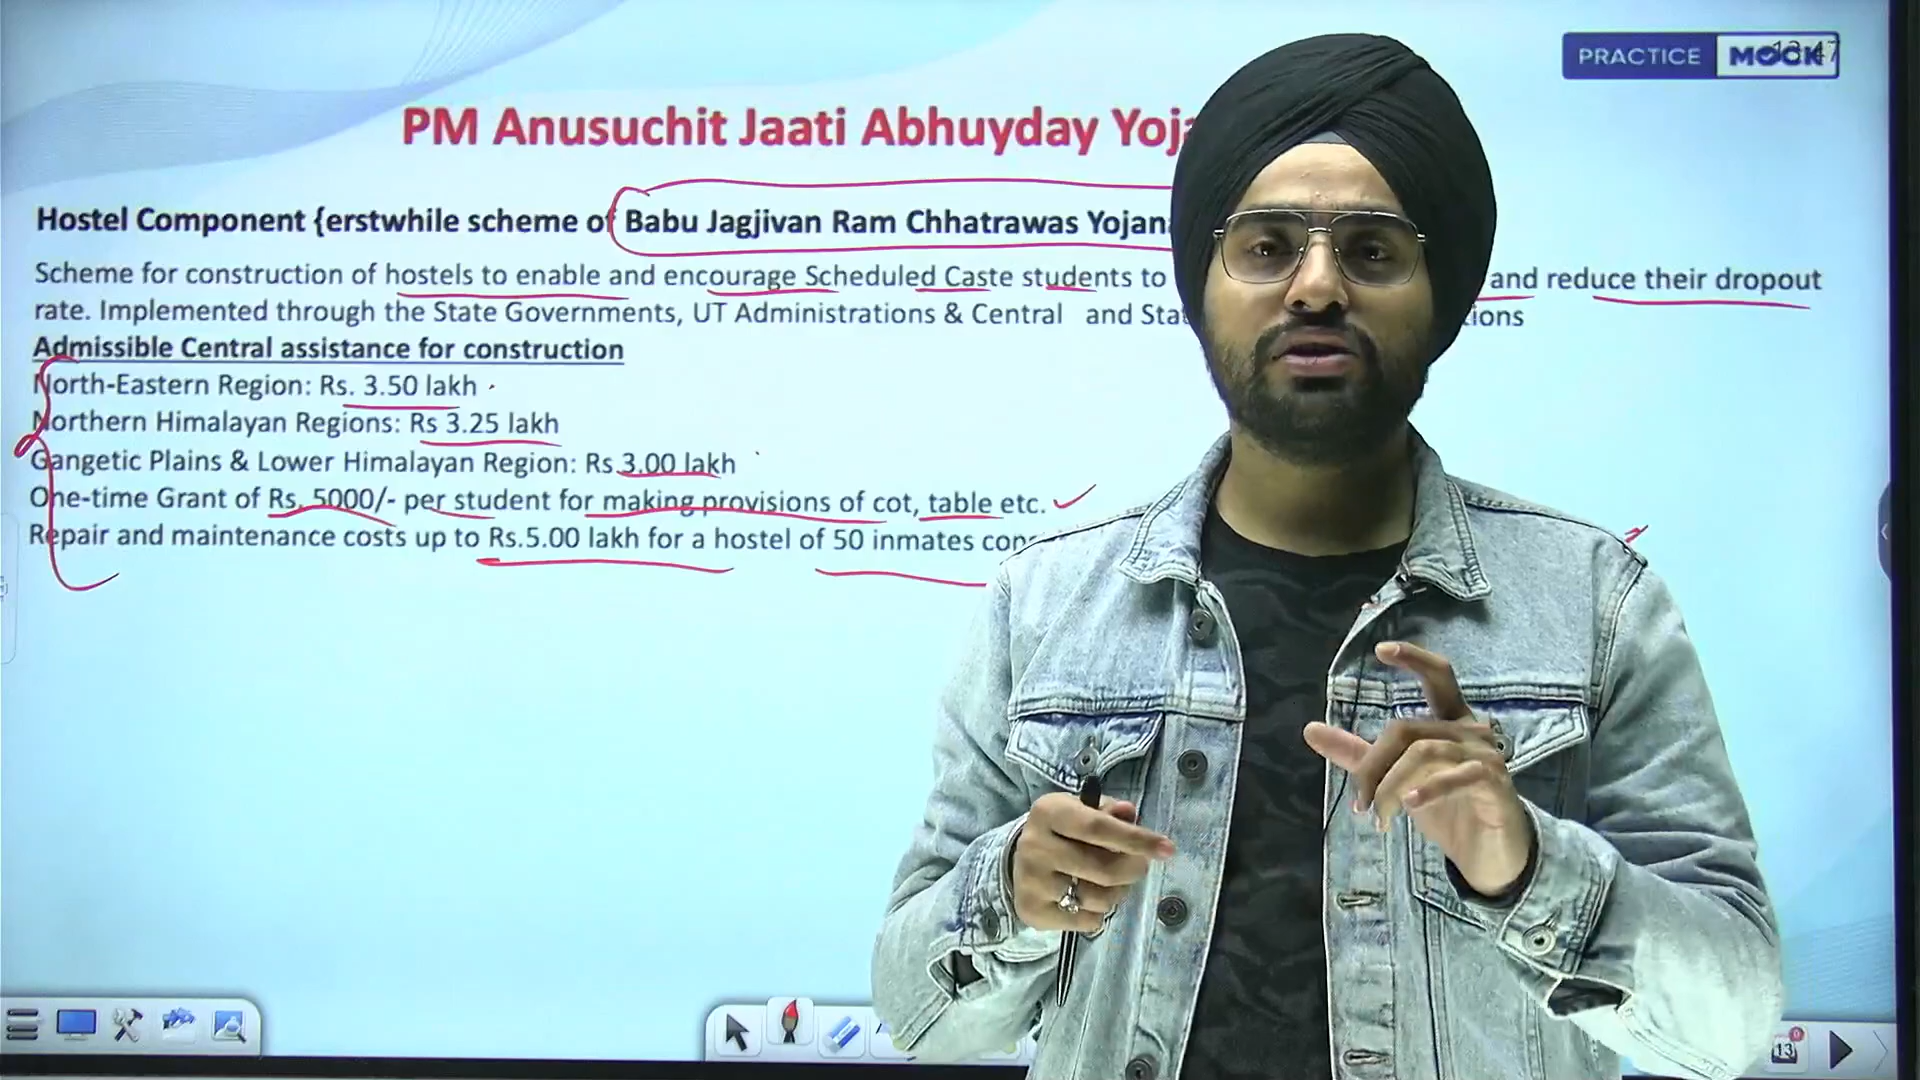 PRACTICE MOCK
PM Anusuchit Jaati Abhuyday
Hostel Component {erstwhile scheme of Babu Jagjivan Ram Chhatrawas
Scheme for construction of hostels to enable and encourage Scheduled Caste students to and reduce their dropout
rate. Implemented through the State Governments, UT Administrations & Central and
Admissible Central assistance for construction
North-Eastern Region: Rs. 3.50 lakh
Northern Himalayan Regions: Rs 3.25 lakh
Gangetic Plains & Lower Himalayan Region: Rs.3.00 lakh
One-time Grant of Rs. 5000/- per student for making provisions of cot, table etc.
Repair and maintenance costs up to Rs.5.00 lakh for a hostel of 50 inmates
13